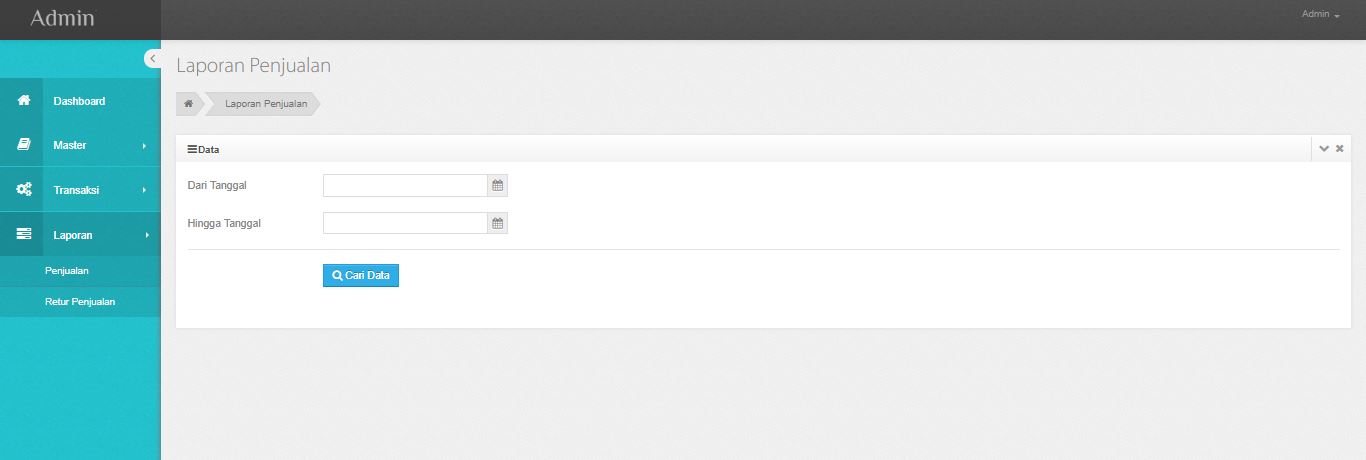 Admin
Admin
Laporan Penjualan
Laporan Penjualan
Dashboard
Master
Transaksi
Laporan
Penjualan
Retur Penjualan
Data
Dari Tanggal
Hingga Tanggal
Cari Data